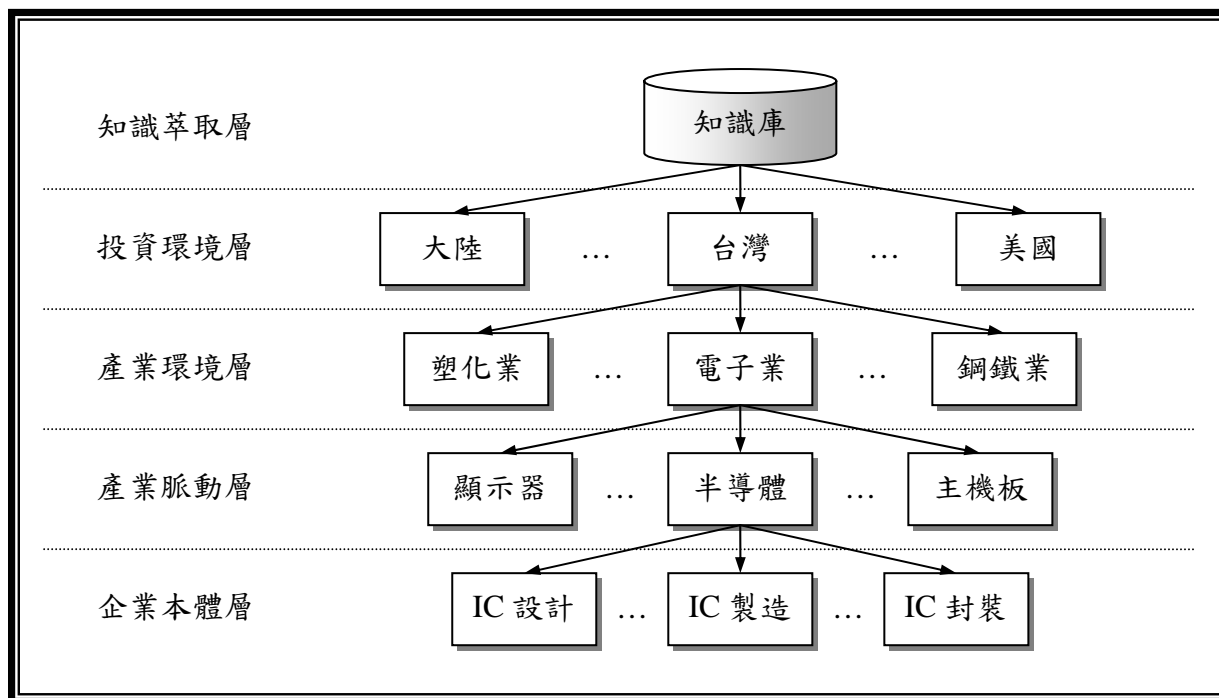 知識萃取層 知識庫
投資環境層 大陸 … 台灣 … 美國
產業環境層 塑化業 … 電子業 … 鋼鐵業
產業脈動層 顯示器 … 半導體 … 主機板
企業本體層 IC 設計 … IC 製造 … IC 封裝